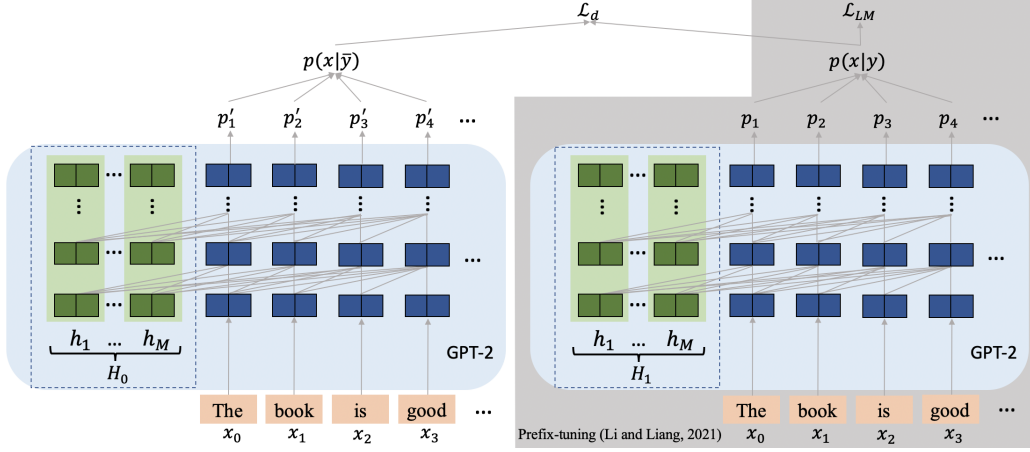 ℒ_d ℒ_LM
p(x|ȳ) p(x|y)
p′_1 p′_2 p′_3 p′_4 ... p_1 p_2 p_3 p_4 ...
... ... 
... ...
... ... ... ...
... ...
h_1 ... h_M h_1 ... h_M
GPT-2 GPT-2
H_0 H_1
The book is good ... The book is good ...
x_0 x_1 x_2 x_3 Prefix-tuning (Li and Liang, 2021) x_0 x_1 x_2 x_3